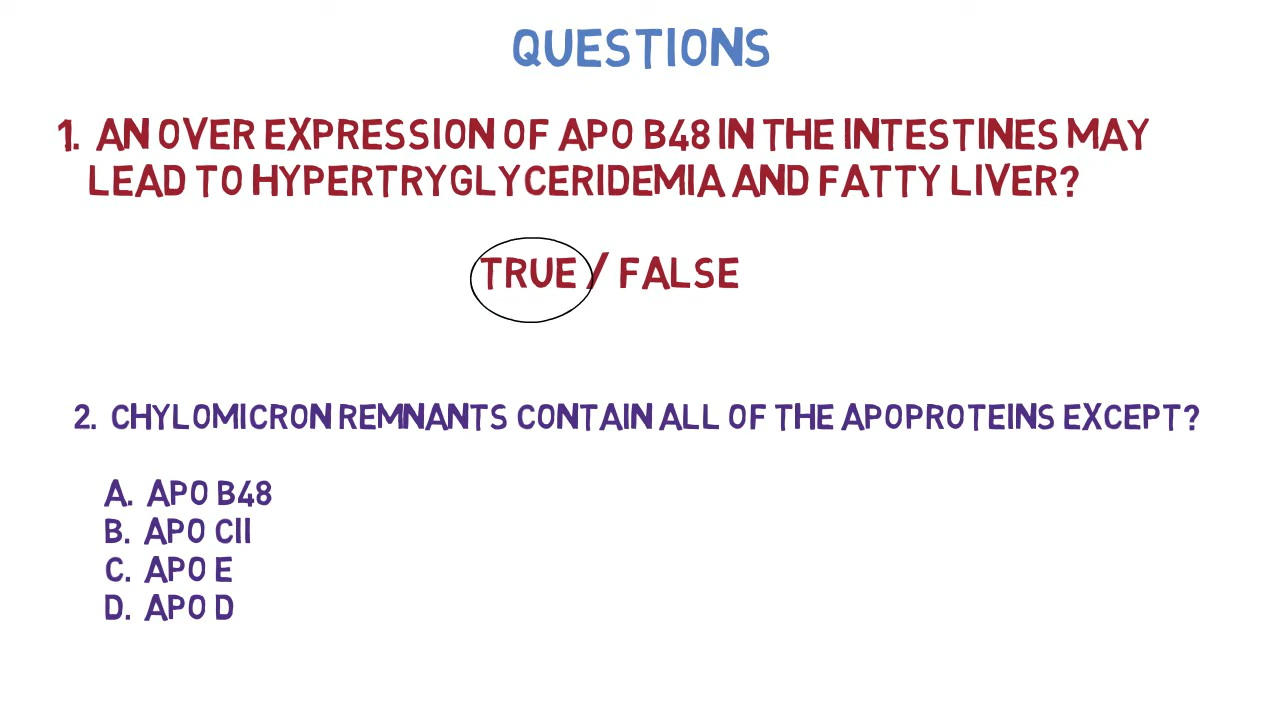 QUESTIONS
1. AN OVER EXPRESSION OF APO B48 IN THE INTESTINES MAY
LEAD TO HYPERTRYGLYCERIDEMIA AND FATTY LIVER?
TRUE / FALSE
2. CHYLOMICRON REMNANTS CONTAIN ALL OF THE APOPROTEINS EXCEPT?
A. APO B48
B. APO CII
C. APO E
D. APO D